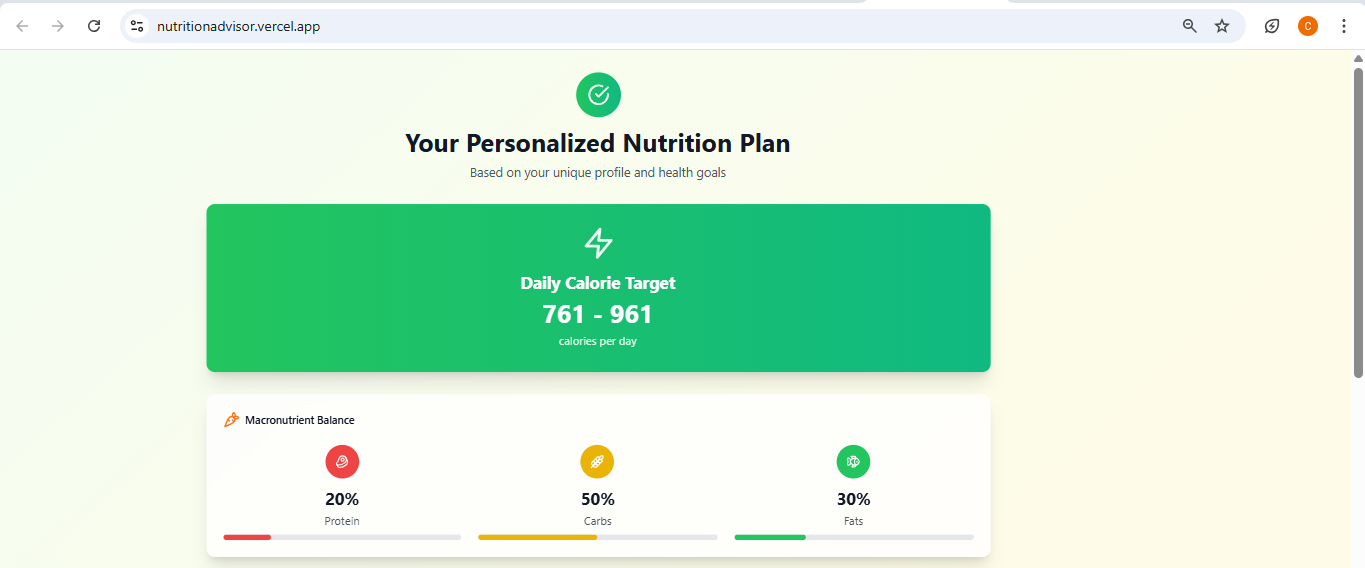 nutritionadvisor.vercel.app
C
Your Personalized Nutrition Plan
Based on your unique profile and health goals
Daily Calorie Target
761 - 961
calories per day
Macronutrient Balance
20%
50%
30%
Protein
Carbs
Fats